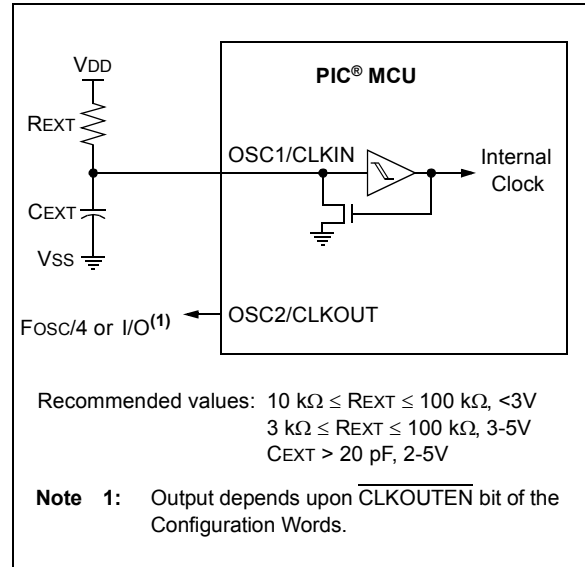 VDD
PIC® MCU
REXT
OSC1/CLKIN
Internal
Clock
CEXT
VSS
OSC2/CLKOUT
FOSC/4 or I/O(1)
Recommended values: 10 kΩ ≤ REXT ≤ 100 kΩ, <3V
3 kΩ ≤ REXT ≤ 100 kΩ, 3-5V
CEXT > 20 pF, 2-5V
Note 1: Output depends upon CLKOUTEN bit of the
Configuration Words.